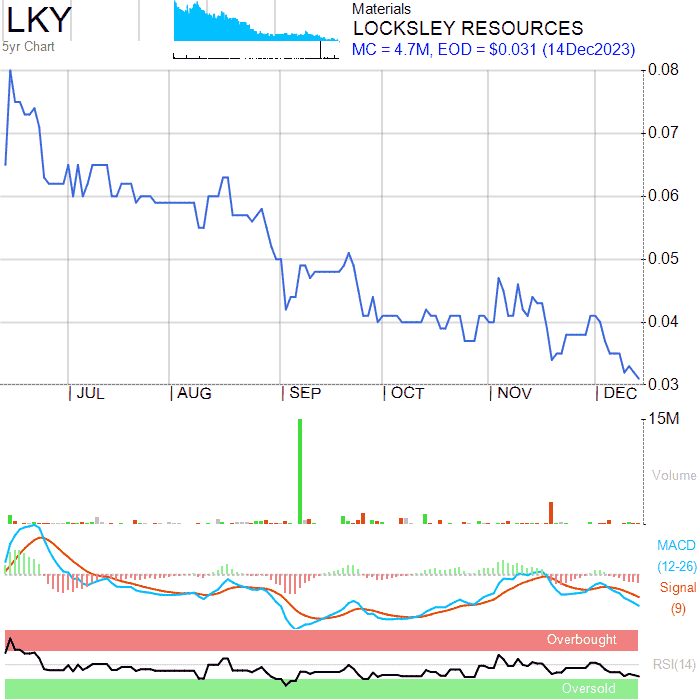 LKY
5yr Chart
Materials
LOCKSLEY RESOURCES
MC = 4.7M, EOD = $0.031 (14Dec2023)
0.08
0.07
0.06
0.05
0.04
0.03
JUL AUG SEP OCT NOV DEC
15M
Volume
MACD
(12-26)
Signal
(9)
Overbought
RSI(14)
Oversold